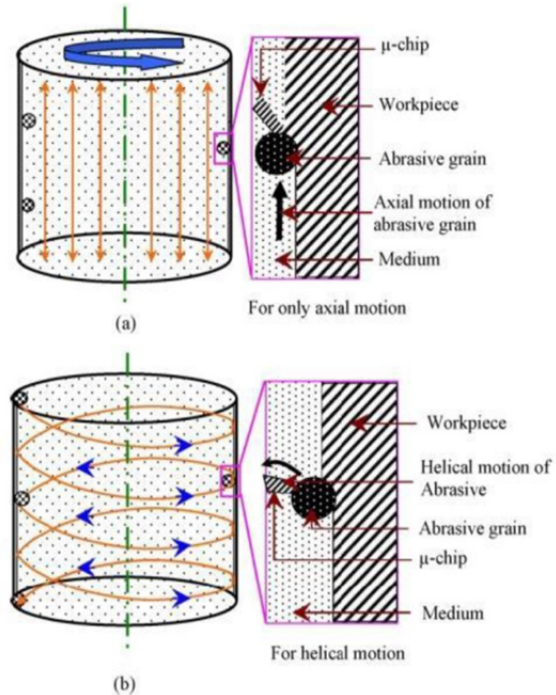 µ-chip
Workpiece
Abrasive grain
Axial motion of
abrasive grain
Medium
For only axial motion
(a)
Workpiece
Helical motion of
Abrasive
Abrasive grain
µ-chip
Medium
For helical motion
(b)